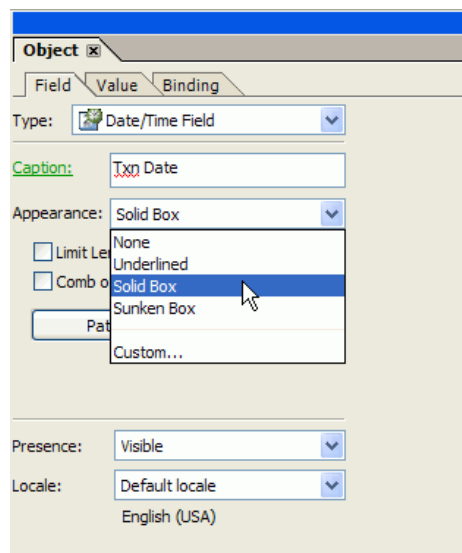 Object
Field Value Binding
Type: Date/Time Field
Caption: Txn Date
Appearance: Solid Box
Limit Le
None
Underlined
Comb o
Solid Box
Sunken Box
Pat
Custom...
Presence: Visible
Locale: Default locale
English (USA)